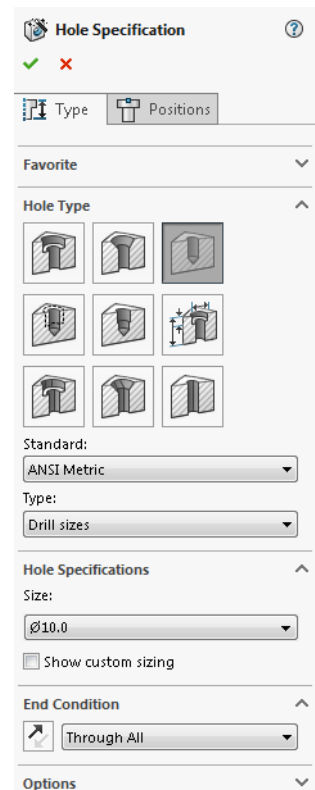 Hole Specification
Type
Positions
Favorite
Hole Type
Standard:
ANSI Metric
Type:
Drill sizes
Hole Specifications
Size:
Ø10.0
Show custom sizing
End Condition
Through All
Options